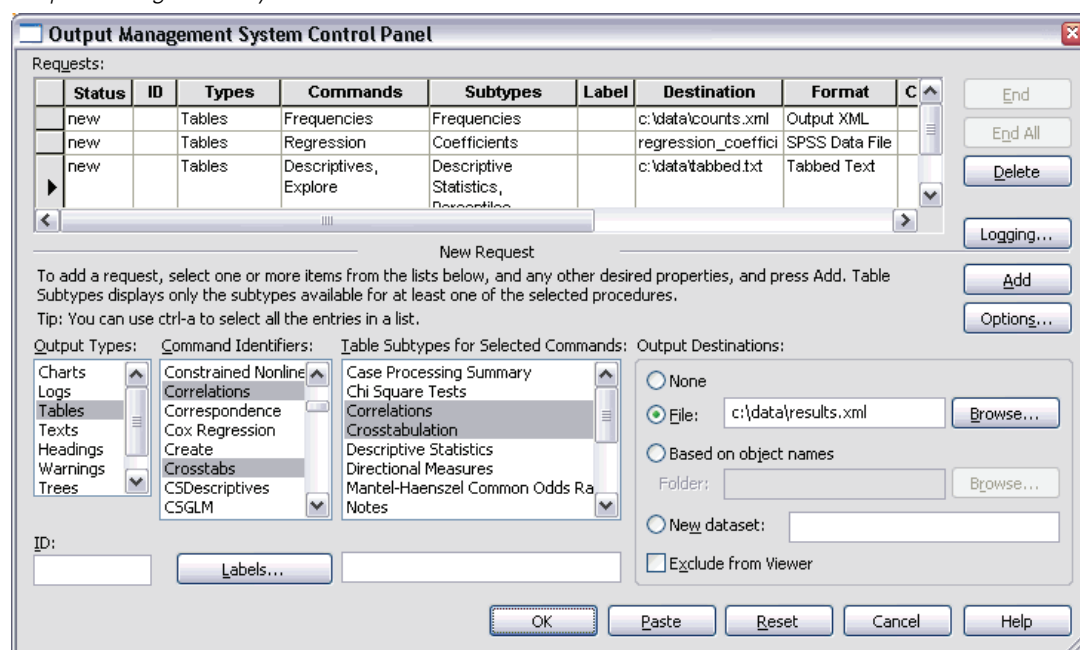 Output Management System Control Panel
Requests:
Status ID Types Commands Subtypes Label Destination Format C
new Tables Frequencies Frequencies c:\data\counts.xml Output XML
new Tables Regression Coefficients regression_coeffici SPSS Data File
new Tables Descriptives, Descriptive c:\data\tabbed.txt Tabbed Text
Explore Statistics,
End
End All
Delete
Logging...
New Request
To add a request, select one or more items from the lists below, and any other desired properties, and press Add. Table
Subtypes displays only the subtypes available for at least one of the selected procedures.
Tip: You can use ctrl-a to select all the entries in a list.
Add
Options...
Output Types:
Charts
Logs
Tables
Texts
Headings
Warnings
Trees
Command Identifiers:
Constrained Nonline
Correlations
Correspondence
Cox Regression
Create
Crosstabs
CSDescriptives
CSGLM
Table Subtypes for Selected Commands:
Case Processing Summary
Chi Square Tests
Correlations
Crosstabulation
Descriptive Statistics
Directional Measures
Mantel-Haenszel Common Odds Ra
Notes
Output Destinations:
None
File: c:\data\results.xml Browse...
Based on object names
Folder: Browse...
New dataset:
Exclude from Viewer
ID:
Labels...
OK Paste Reset Cancel Help